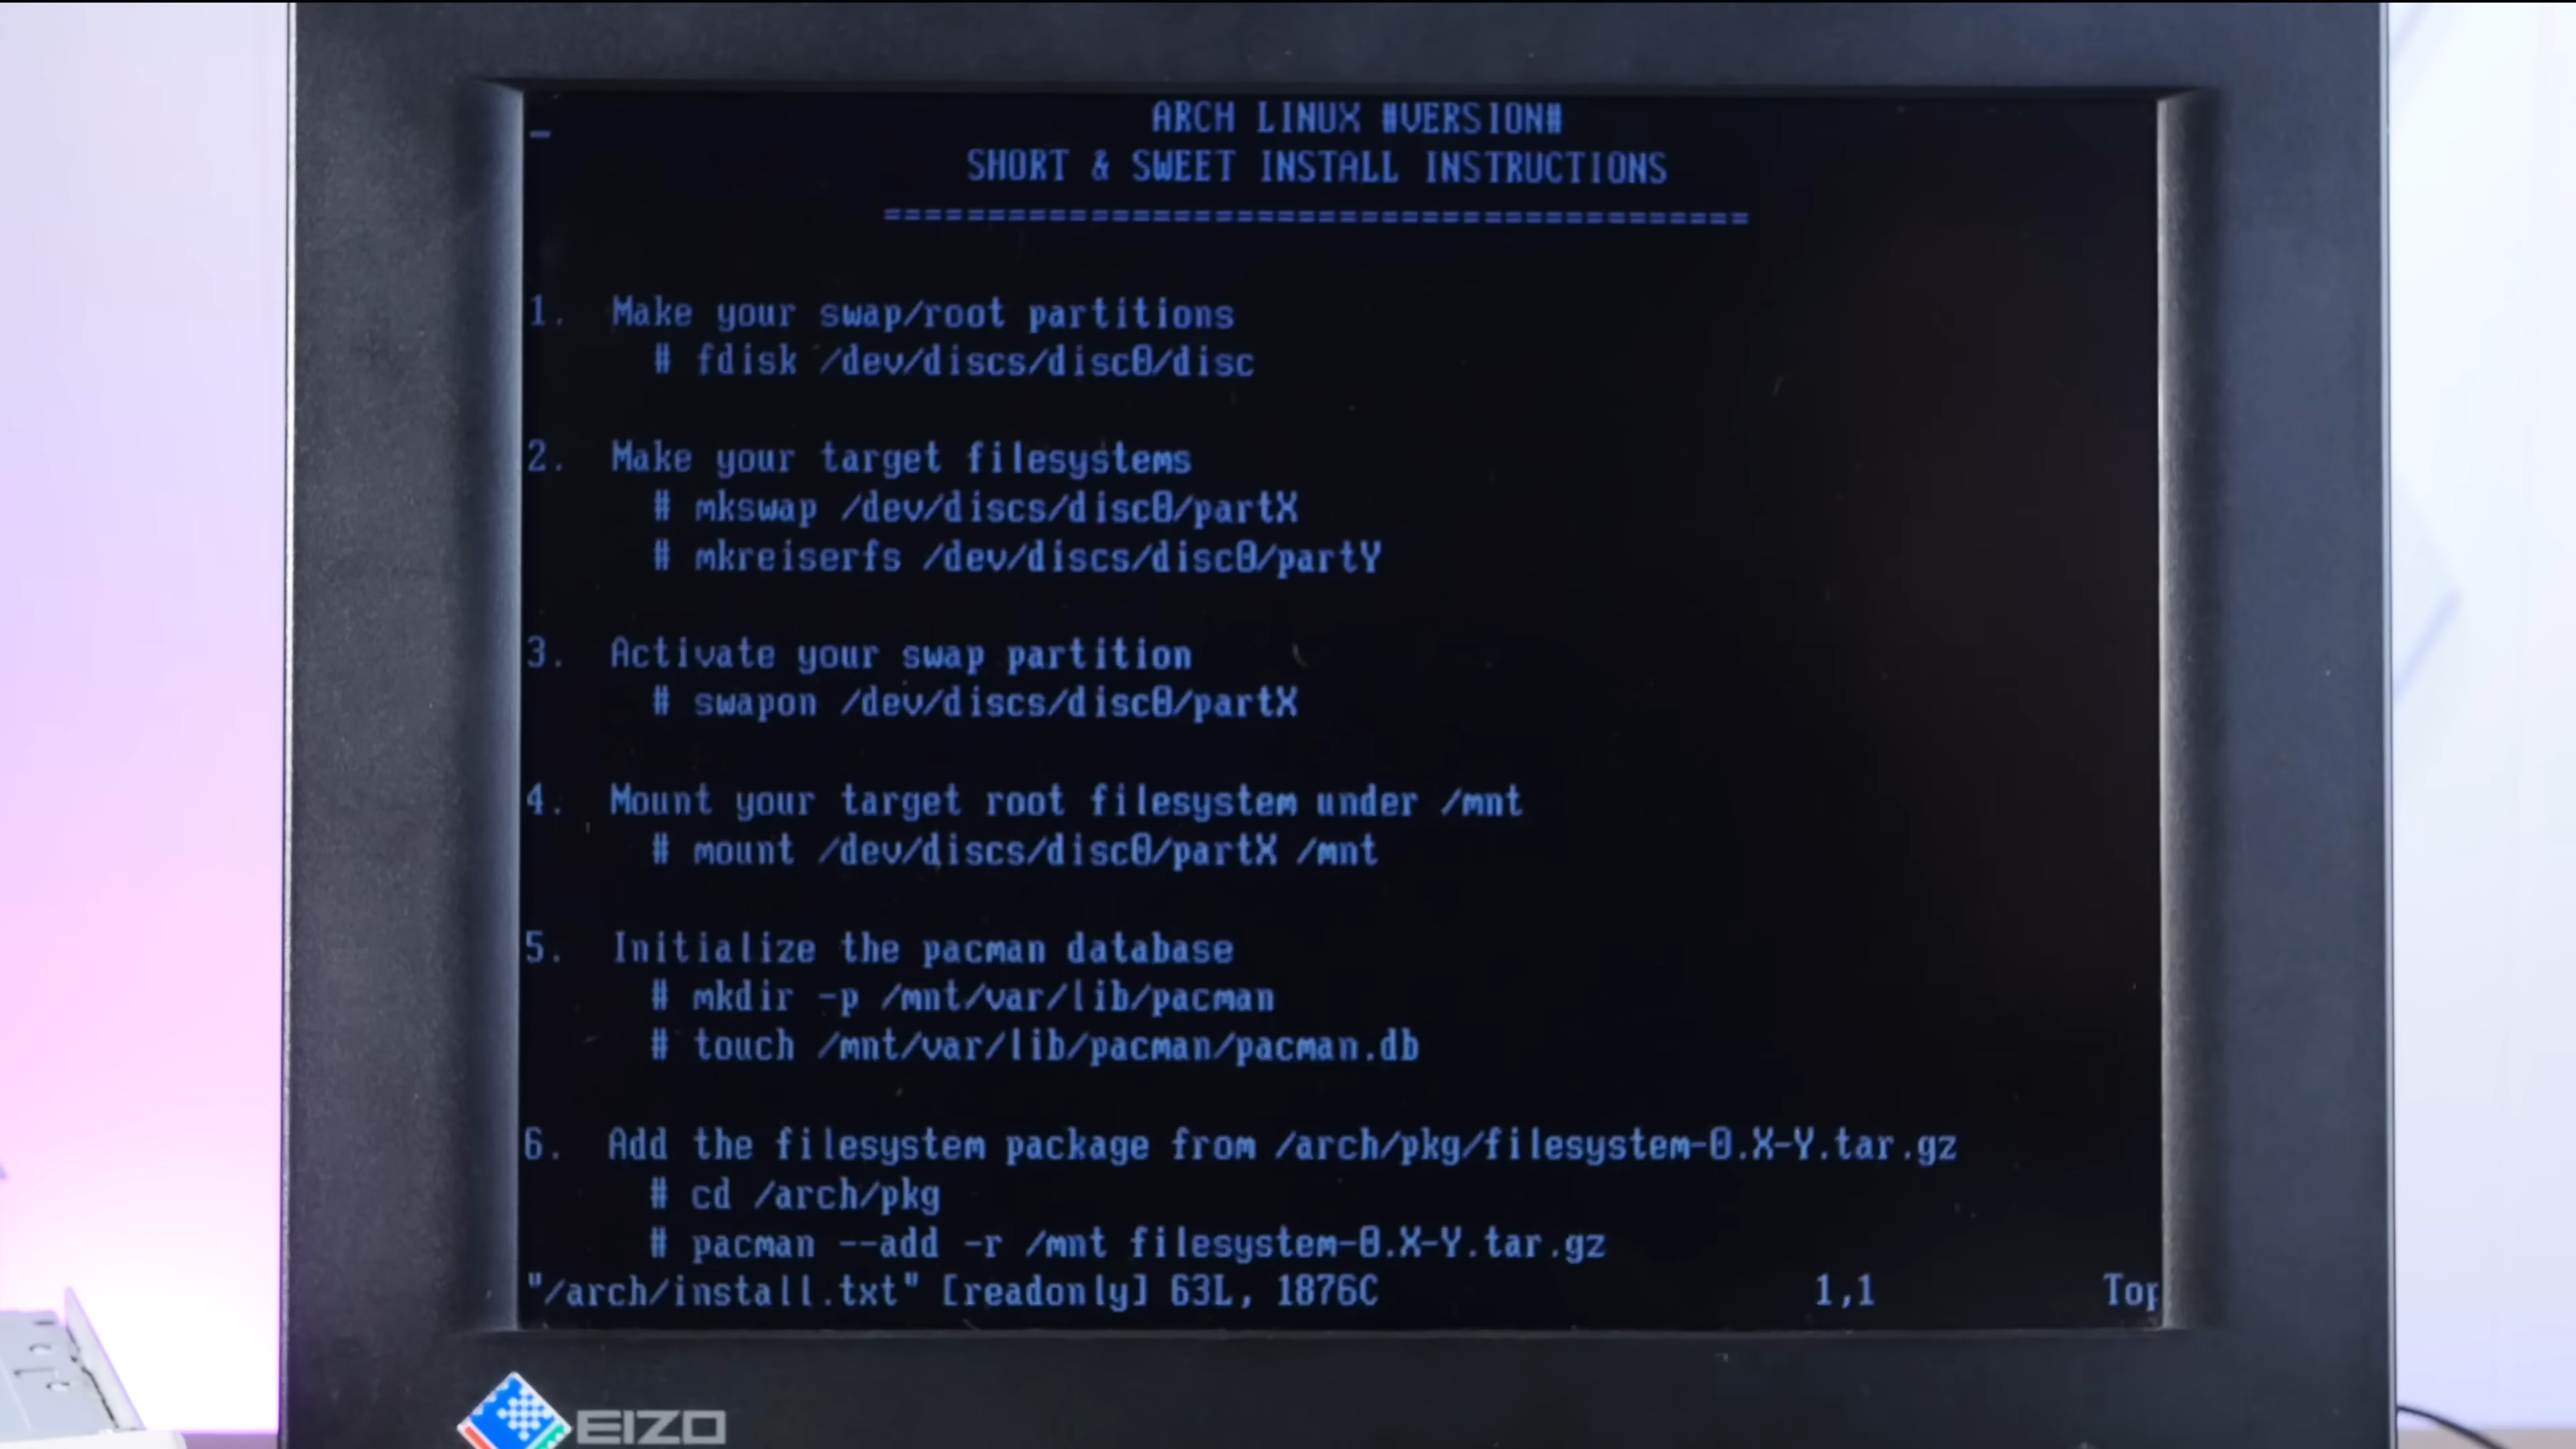 ARCH LINUX #VERSION#
SHORT & SWEET INSTALL INSTRUCTIONS
==========================================
1. Make your swap/root partitions
# fdisk /dev/discs/disc0/disc
2. Make your target filesystems
# mkswap /dev/discs/disc0/partX
# mkreiserfs /dev/discs/disc0/partY
3. Activate your swap partition
# swapon /dev/discs/disc0/partX
4. Mount your target root filesystem under /mnt
# mount /dev/discs/disc0/partX /mnt
5. Initialize the pacman database
# mkdir -p /mnt/var/lib/pacman
# touch /mnt/var/lib/pacman/pacman.db
6. Add the filesystem package from /arch/pkg/filesystem-0.X-Y.tar.gz
# cd /arch/pkg
# pacman --add -r /mnt filesystem-0.X-Y.tar.gz
"/arch/install.txt" [readonly] 63L, 1876C 1,1 Top
EIZO